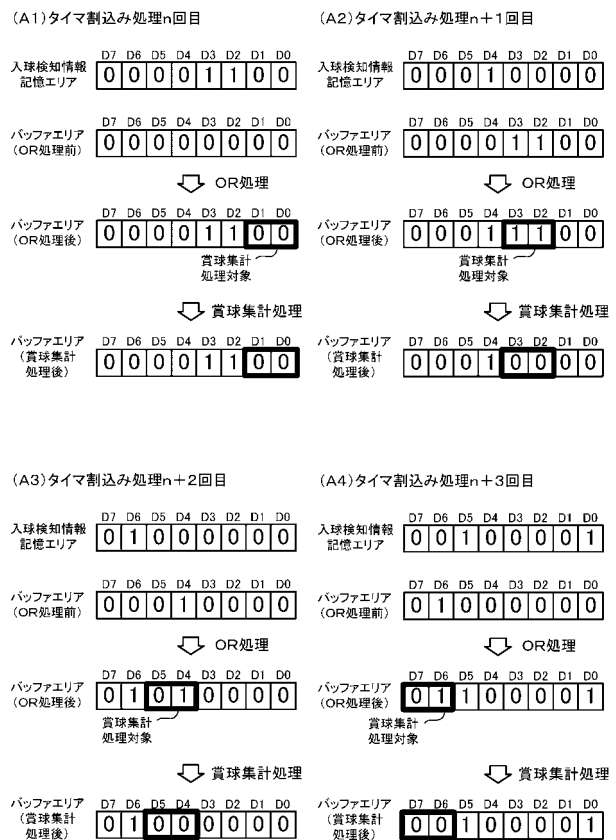 (A1)タイマ割込み処理n回目
入球検知情報
記憶エリア
D7 D6 D5 D4 D3 D2 D1 D0
0 0 0 0 1 1 0 0
バッファエリア
(OR処理前)
D7 D6 D5 D4 D3 D2 D1 D0
0 0 0 0 0 0 0 0
OR処理
バッファエリア
(OR処理後)
D7 D6 D5 D4 D3 D2 D1 D0
0 0 0 0 1 1 0 0
賞球集計
処理対象
賞球集計処理
バッファエリア
(賞球集計
処理後)
D7 D6 D5 D4 D3 D2 D1 D0
0 0 0 0 1 1 0 0
(A2)タイマ割込み処理n+1回目
入球検知情報
記憶エリア
D7 D6 D5 D4 D3 D2 D1 D0
0 0 0 1 0 0 0 0
バッファエリア
(OR処理前)
D7 D6 D5 D4 D3 D2 D1 D0
0 0 0 0 1 1 0 0
OR処理
バッファエリア
(OR処理後)
D7 D6 D5 D4 D3 D2 D1 D0
0 0 0 1 1 1 0 0
賞球集計
処理対象
賞球集計処理
バッファエリア
(賞球集計
処理後)
D7 D6 D5 D4 D3 D2 D1 D0
0 0 0 1 0 0 0 0
(A3)タイマ割込み処理n+2回目
入球検知情報
記憶エリア
D7 D6 D5 D4 D3 D2 D1 D0
0 1 0 0 0 0 0 0
バッファエリア
(OR処理前)
D7 D6 D5 D4 D3 D2 D1 D0
0 0 0 1 0 0 0 0
OR処理
バッファエリア
(OR処理後)
D7 D6 D5 D4 D3 D2 D1 D0
0 1 0 1 0 0 0 0
賞球集計
処理対象
賞球集計処理
バッファエリア
(賞球集計
処理後)
D7 D6 D5 D4 D3 D2 D1 D0
0 1 0 0 0 0 0 0
(A4)タイマ割込み処理n+3回目
入球検知情報
記憶エリア
D7 D6 D5 D4 D3 D2 D1 D0
0 0 1 0 0 0 0 1
バッファエリア
(OR処理前)
D7 D6 D5 D4 D3 D2 D1 D0
0 1 0 0 0 0 0 0
OR処理
バッファエリア
(OR処理後)
D7 D6 D5 D4 D3 D2 D1 D0
0 1 1 0 0 0 0 1
賞球集計
処理対象
賞球集計処理
バッファエリア
(賞球集計
処理後)
D7 D6 D5 D4 D3 D2 D1 D0
0 0 1 0 0 0 0 1